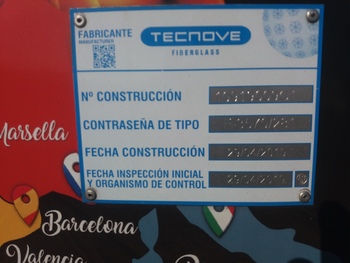 FABRICANTE
MANUFACTURER
TECNOVE
FIBERGLASS
Nº CONSTRUCCIÓN
CONTRASEÑA DE TIPO
FECHA CONSTRUCCIÓN
FECHA INSPECCIÓN INICIAL
Y ORGANISMO DE CONTROL
Marsella
Barcelona
Valencia